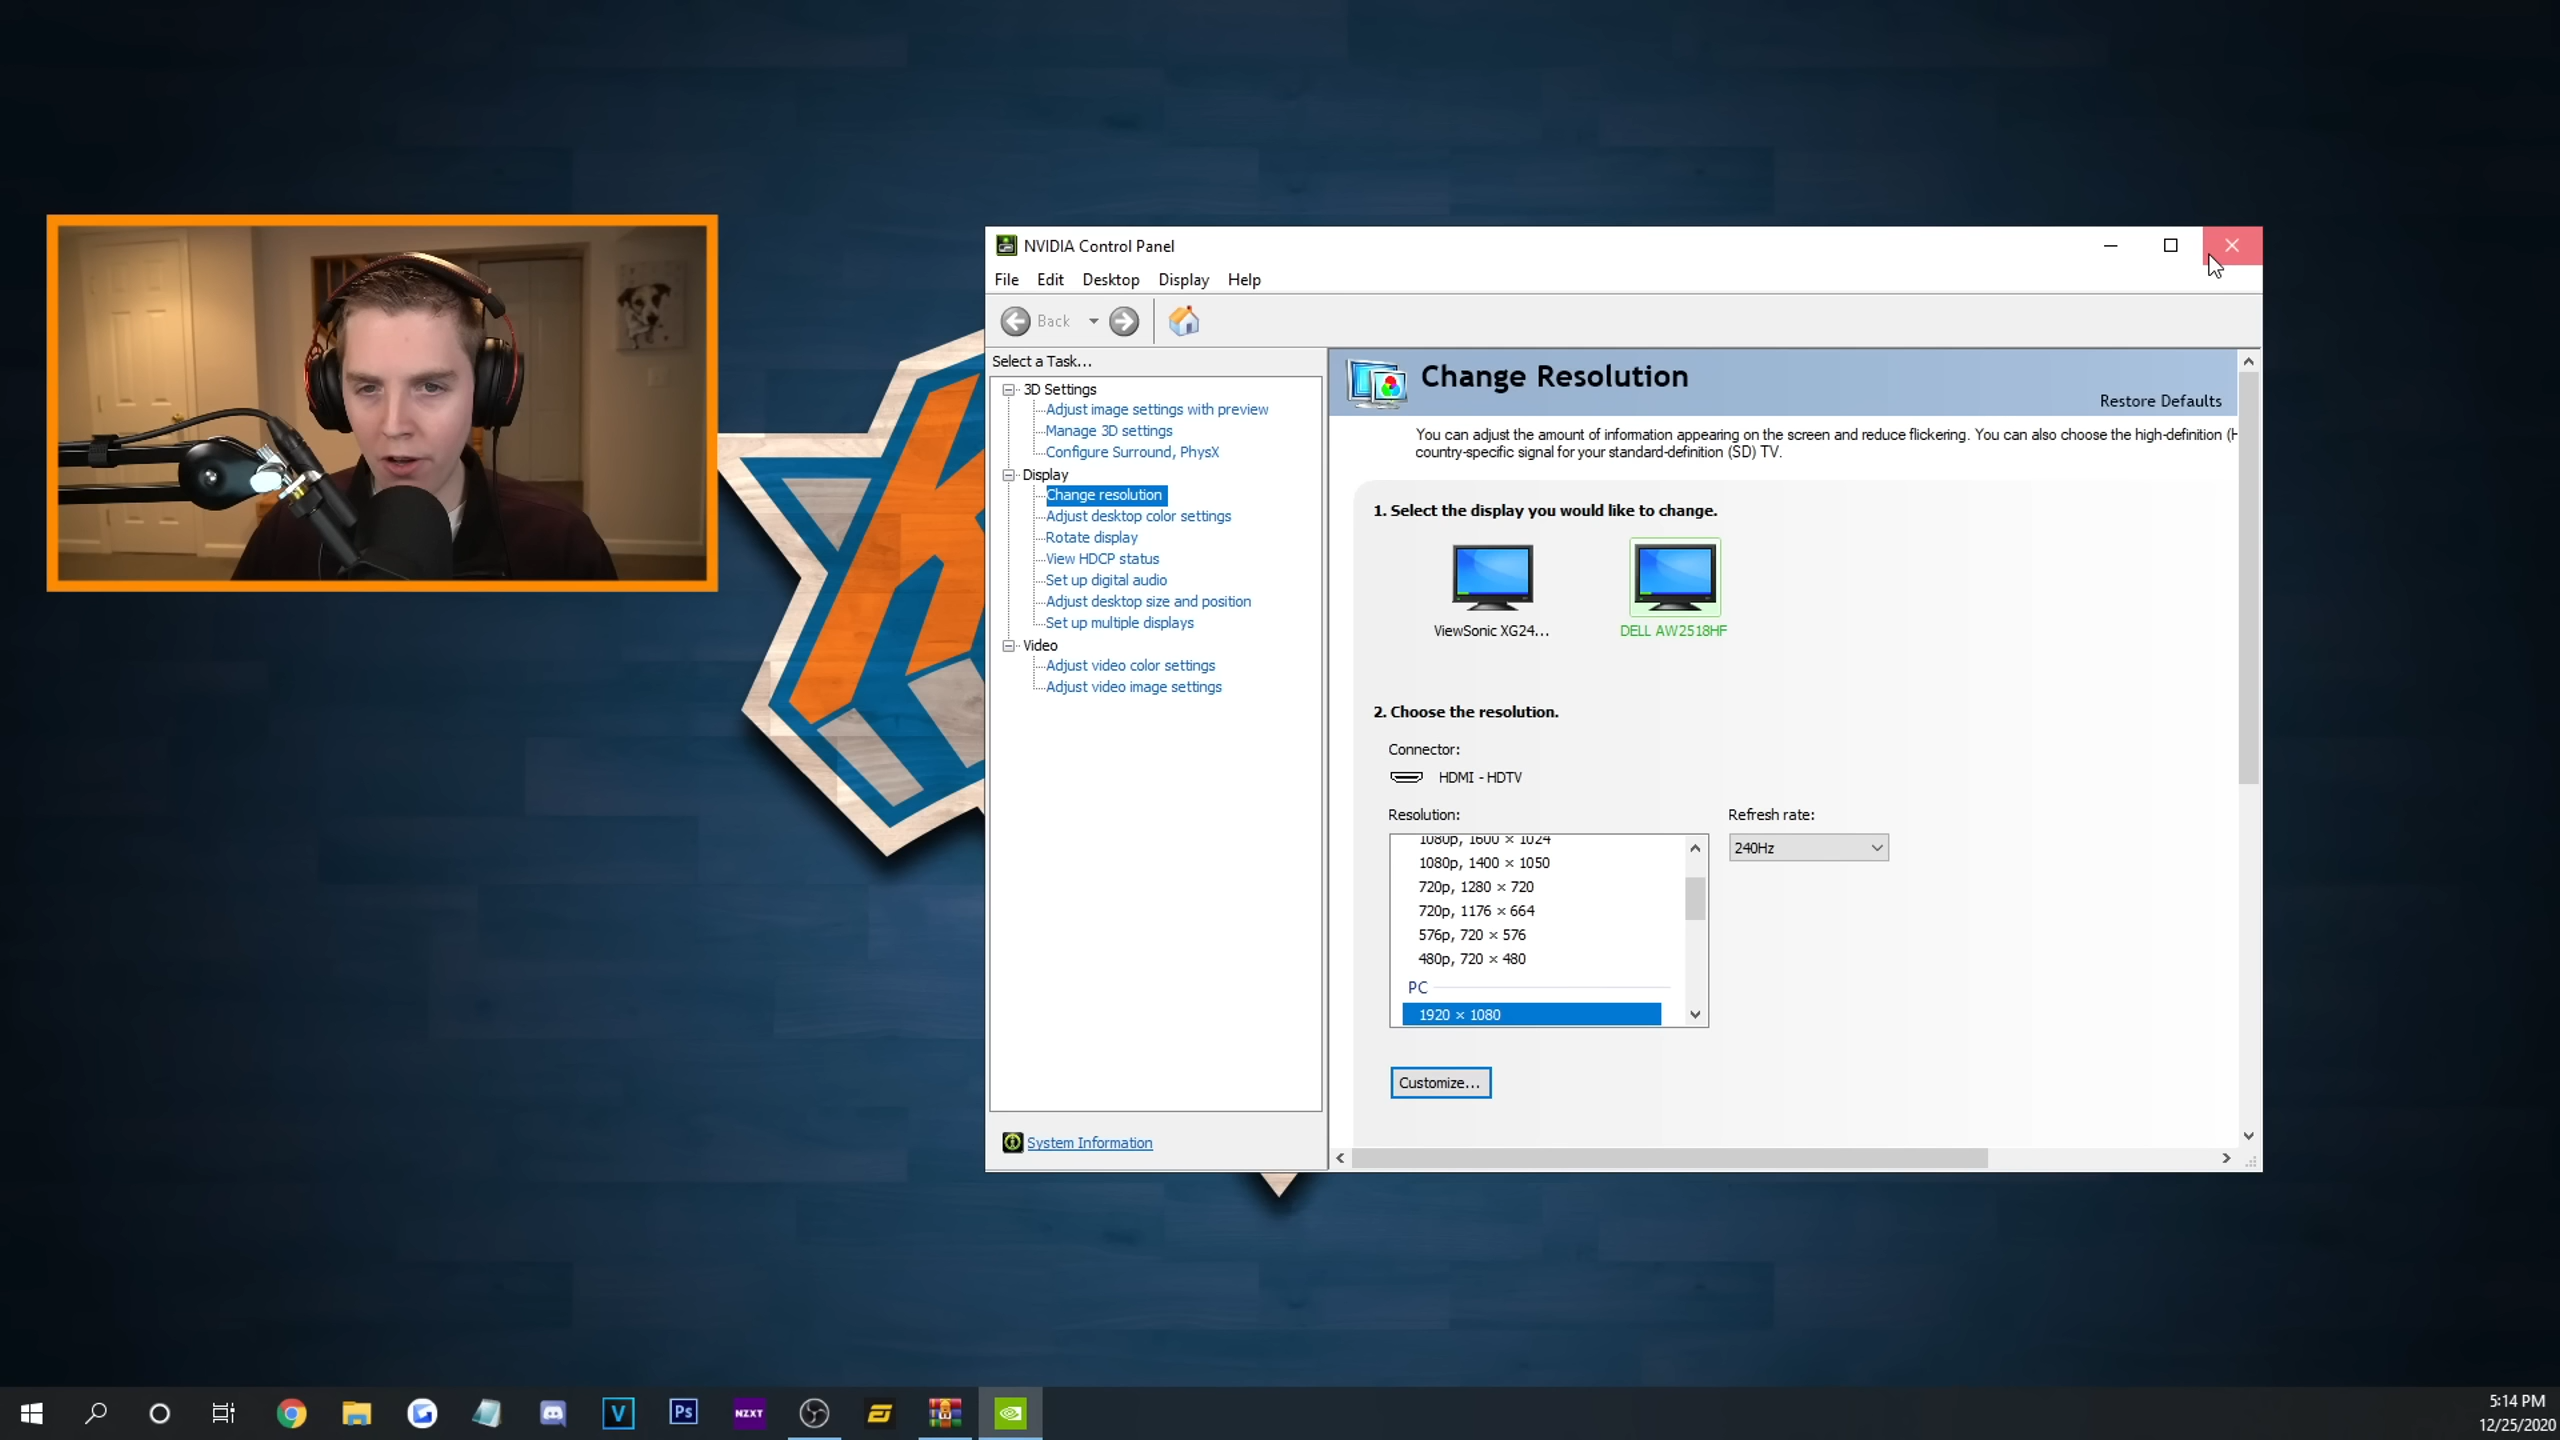 NVIDIA Control Panel
File Edit Desktop Display Help
Back
Select a Task...
3D Settings
Adjust image settings with preview
Manage 3D settings
Configure Surround, PhysX
Display
Change resolution
Adjust desktop color settings
Rotate display
View HDCP status
Set up digital audio
Adjust desktop size and position
Set up multiple displays
Video
Adjust video color settings
Adjust video image settings
System Information
Change Resolution
Restore Defaults
You can adjust the amount of information appearing on the screen and reduce flickering. You can also choose the high-definition (H
country-specific signal for your standard-definition (SD) TV.
1. Select the display you would like to change.
ViewSonic XG24... DELL AW2518HF
2. Choose the resolution.
Connector:
HDMI - HDTV
Resolution: Refresh rate:
1080p, 1600 × 1024
240Hz
1080p, 1400 × 1050
720p, 1280 × 720
720p, 1176 × 664
576p, 720 × 576
480p, 720 × 480
PC
1920 × 1080
Customize...
V
Ps
NZXT
5:14 PM
12/25/2020